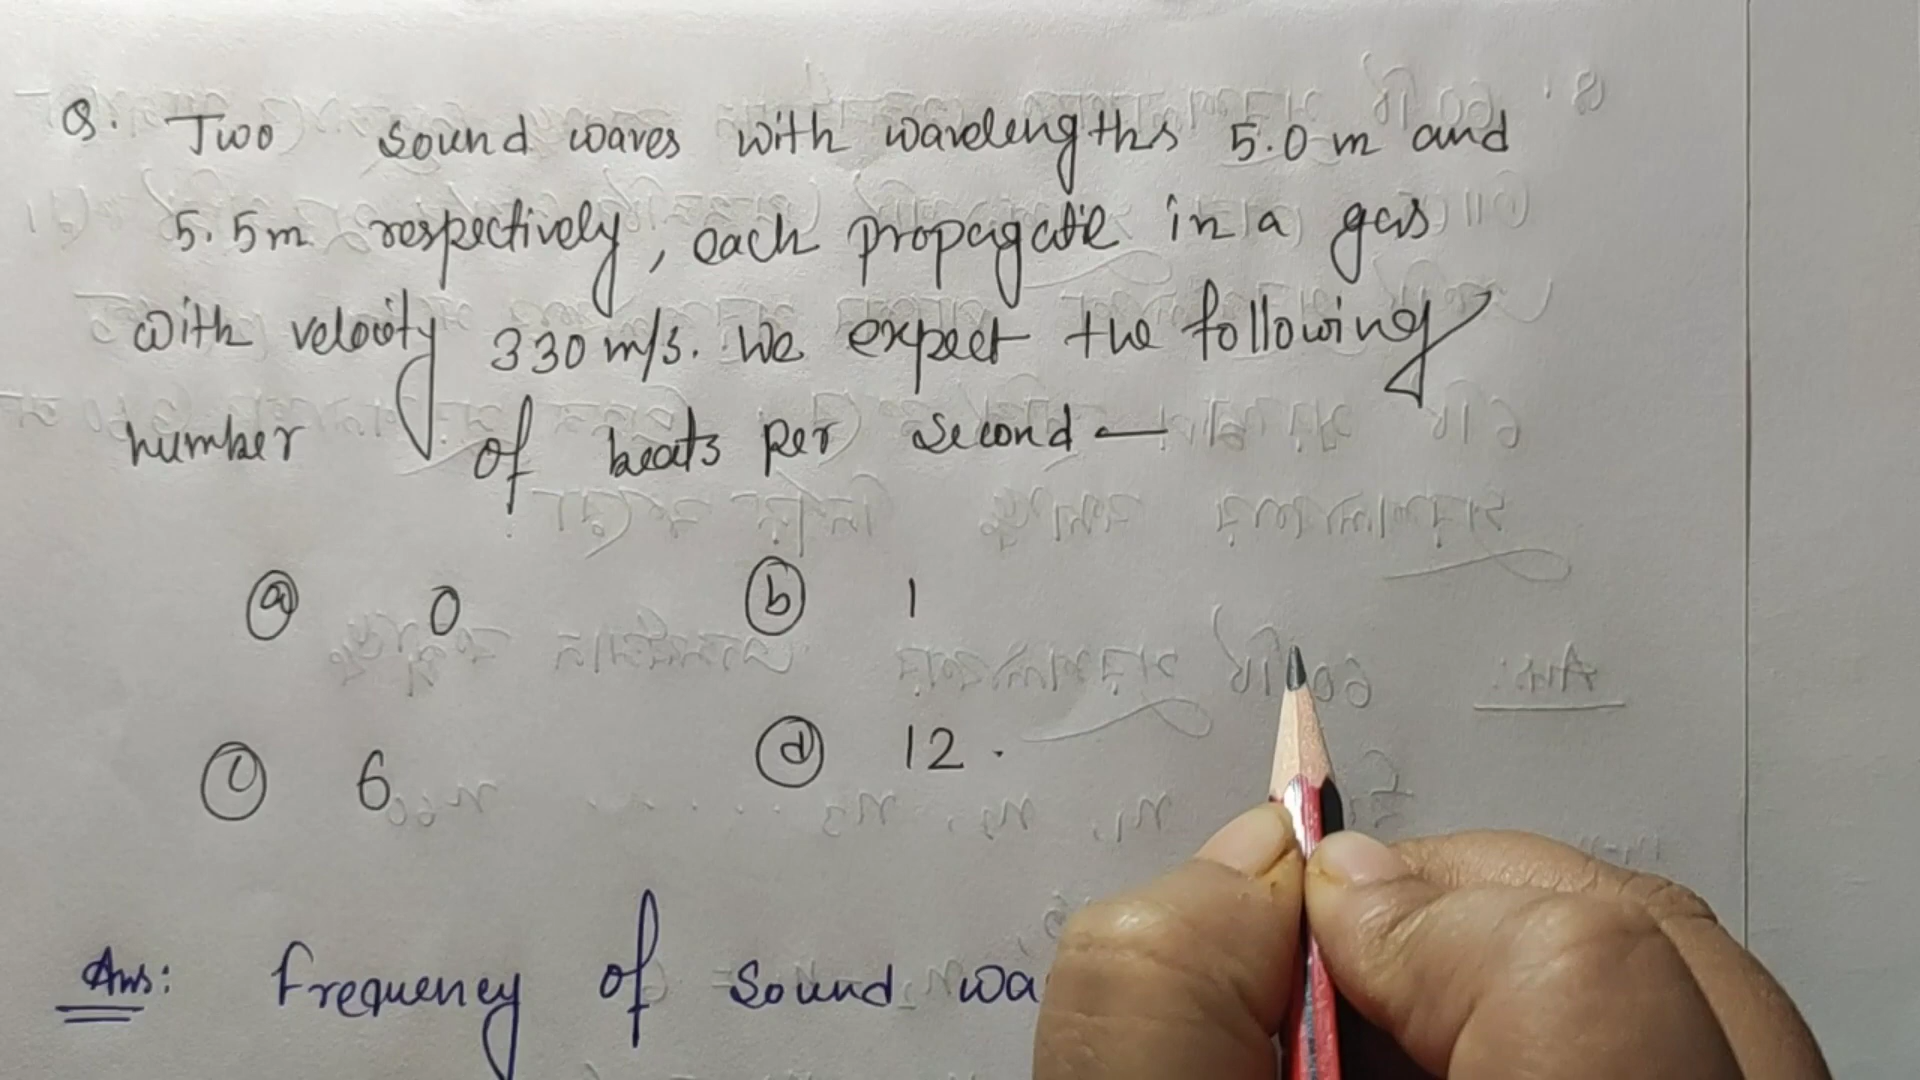 Q. Two sound waves with wavelengths 5.0 m and
5.5m respectively, each propagate in a gas
with velocity 330 m/s. We expect the following
number of beats per second —
(a) 0 (b) 1
(c) 6 (d) 12.
Ans: Frequency of sound wa